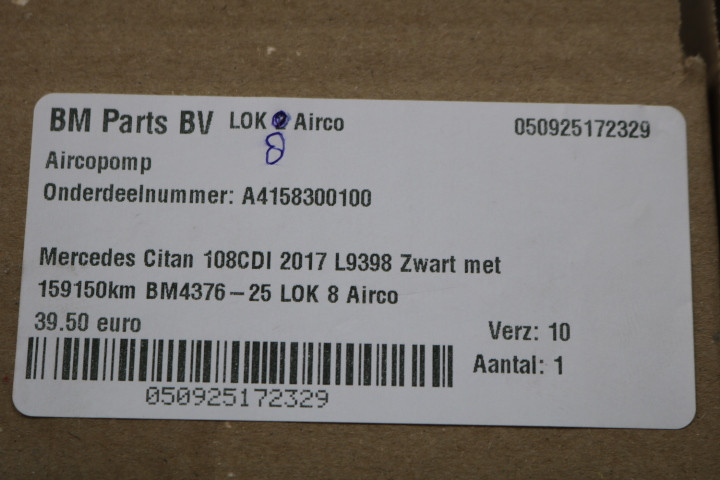 BM Parts BV LOK Airco 050925172329
8
Aircopomp
Onderdeelnummer: A4158300100
Mercedes Citan 108CDI 2017 L9398 Zwart met
159150km BM4376-25 LOK 8 Airco
39.50 euro
Verz: 10
Aantal: 1
050925172329